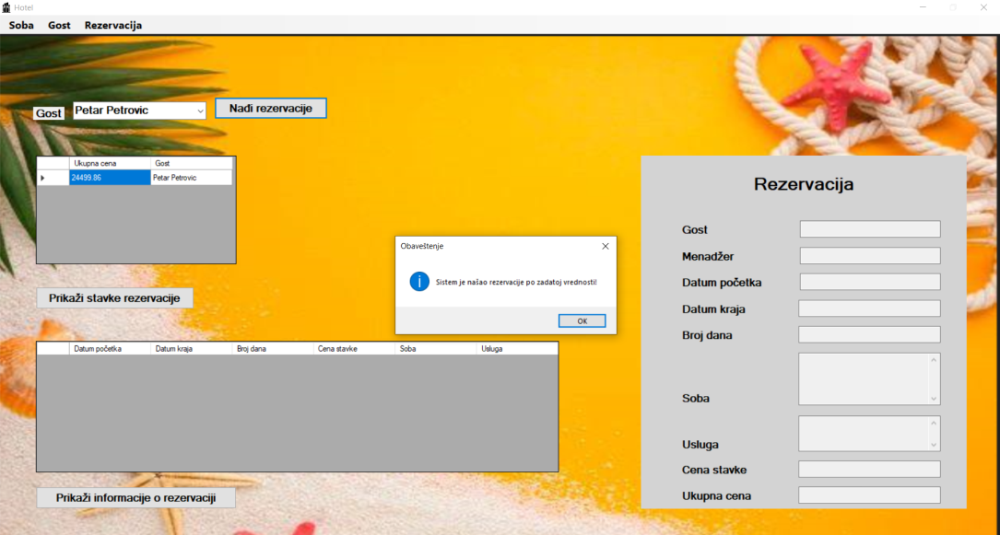 Hotel
Soba Gost Rezervacija
Gost Petar Petrovic Nađi rezervacije
Ukupna cena Gost
24499.86 Petar Petrovic
Prikaži stavke rezervacije
Datum početka Datum kraja Broj dana Cena stavke Soba Usluga
Prikaži informacije o rezervaciji
Obaveštenje
Sistem je našao rezervacije po zadatoj vrednosti!
OK
Rezervacija
Gost
Menadžer
Datum početka
Datum kraja
Broj dana
Soba
Usluga
Cena stavke
Ukupna cena